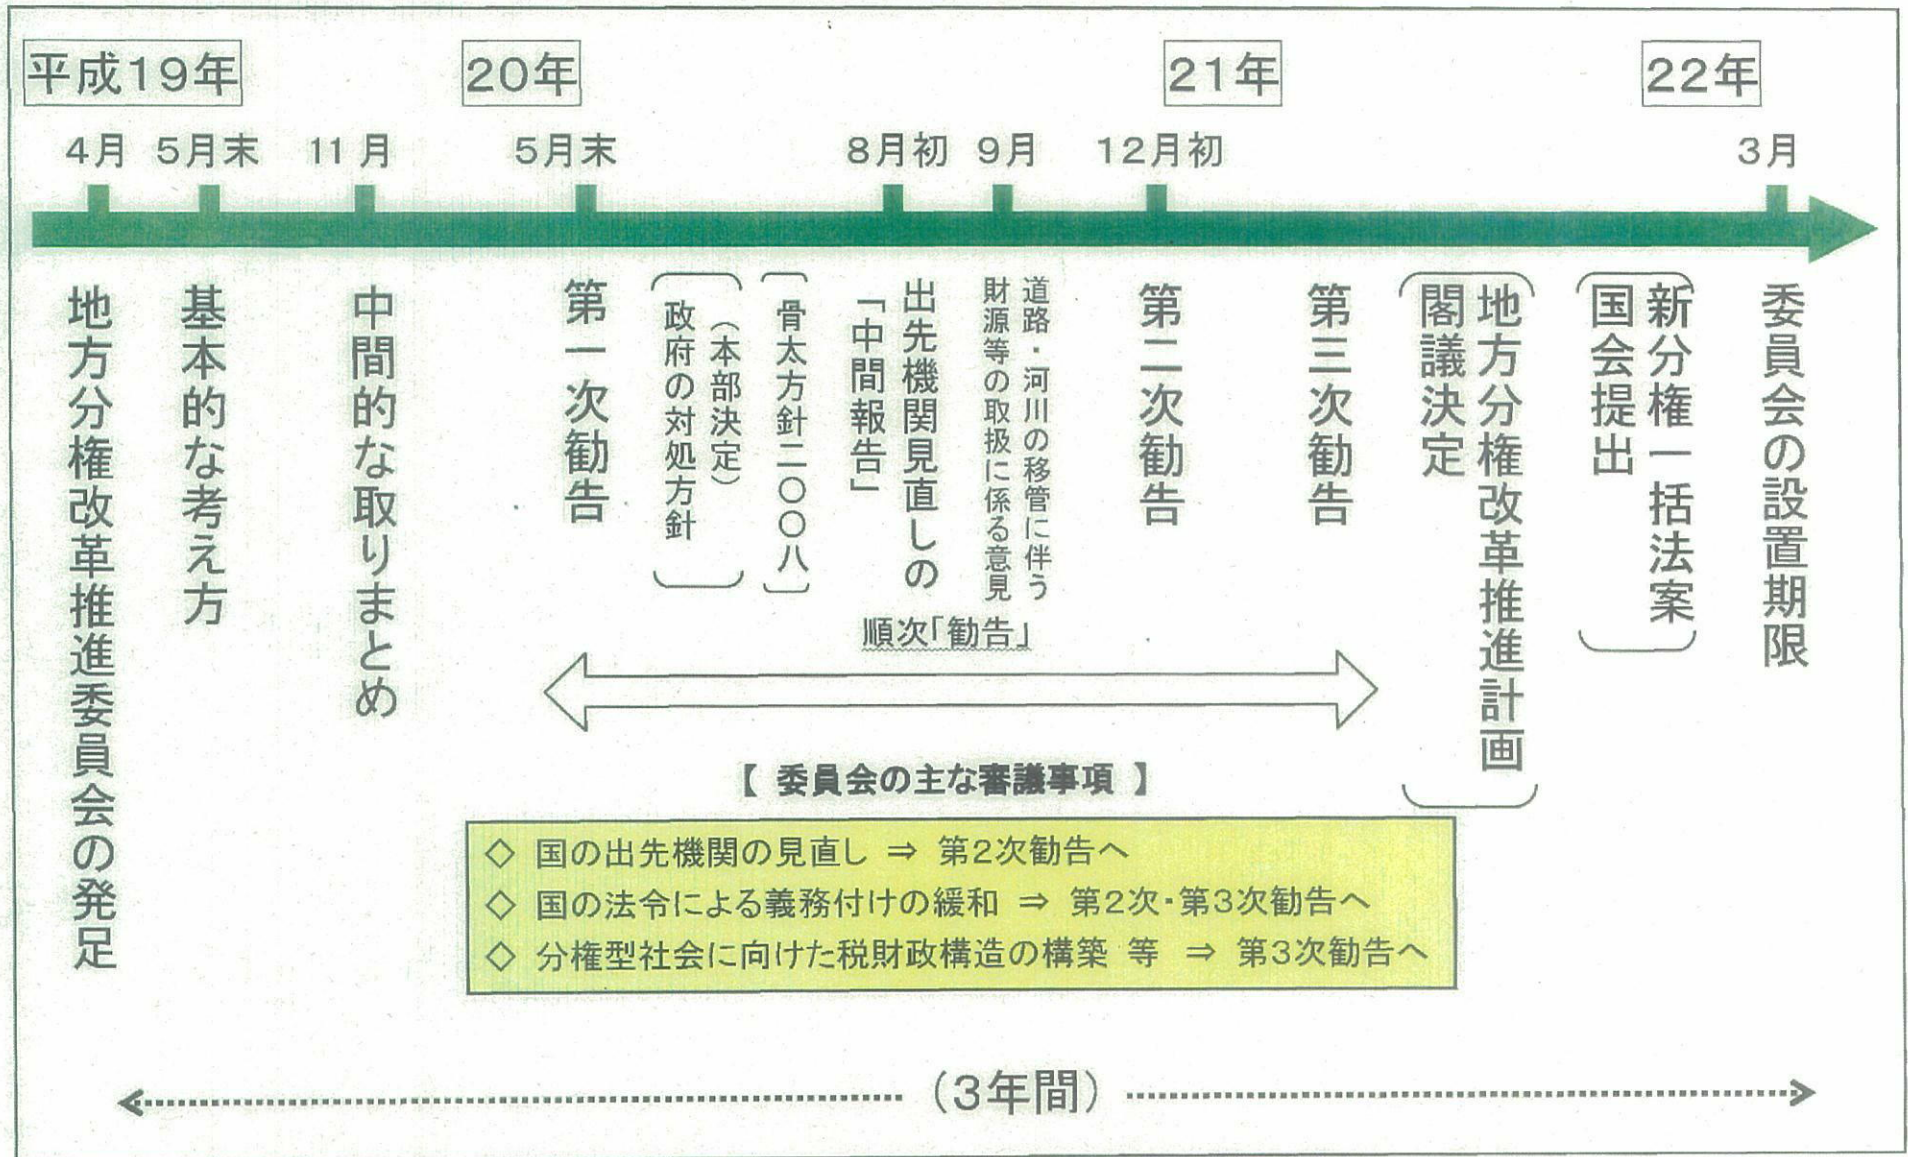 平成19年
20年
21年
22年
4月
5月末
11月
5月末
8月初
9月
12月初
3月
地方分権改革推進委員会の発足
基本的な考え方
中間的な取りまとめ
第一次勧告
（本部決定）
政府の対処方針
骨太方針二〇〇八
出先機関見直しの
「中間報告」
道路・河川の移管に伴う
財源等の取扱に係る意見
第二次勧告
第三次勧告
地方分権改革推進計画
閣議決定
新分権一括法案
国会提出
委員会の設置期限
順次「勧告」
【 委員会の主な審議事項 】
◇ 国の出先機関の見直し ⇒ 第2次勧告へ
◇ 国の法令による義務付けの緩和 ⇒ 第2次・第3次勧告へ
◇ 分権型社会に向けた税財政構造の構築 等 ⇒ 第3次勧告へ
（3年間）